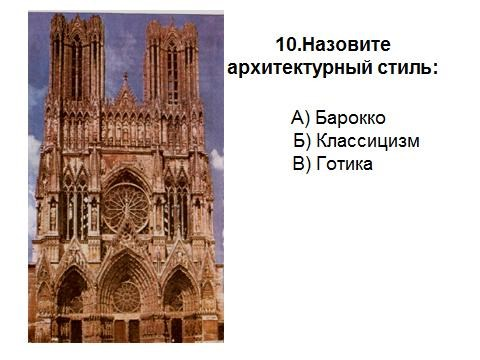 10.Назовите
архитектурный стиль:
А) Барокко
Б) Классицизм
В) Готика